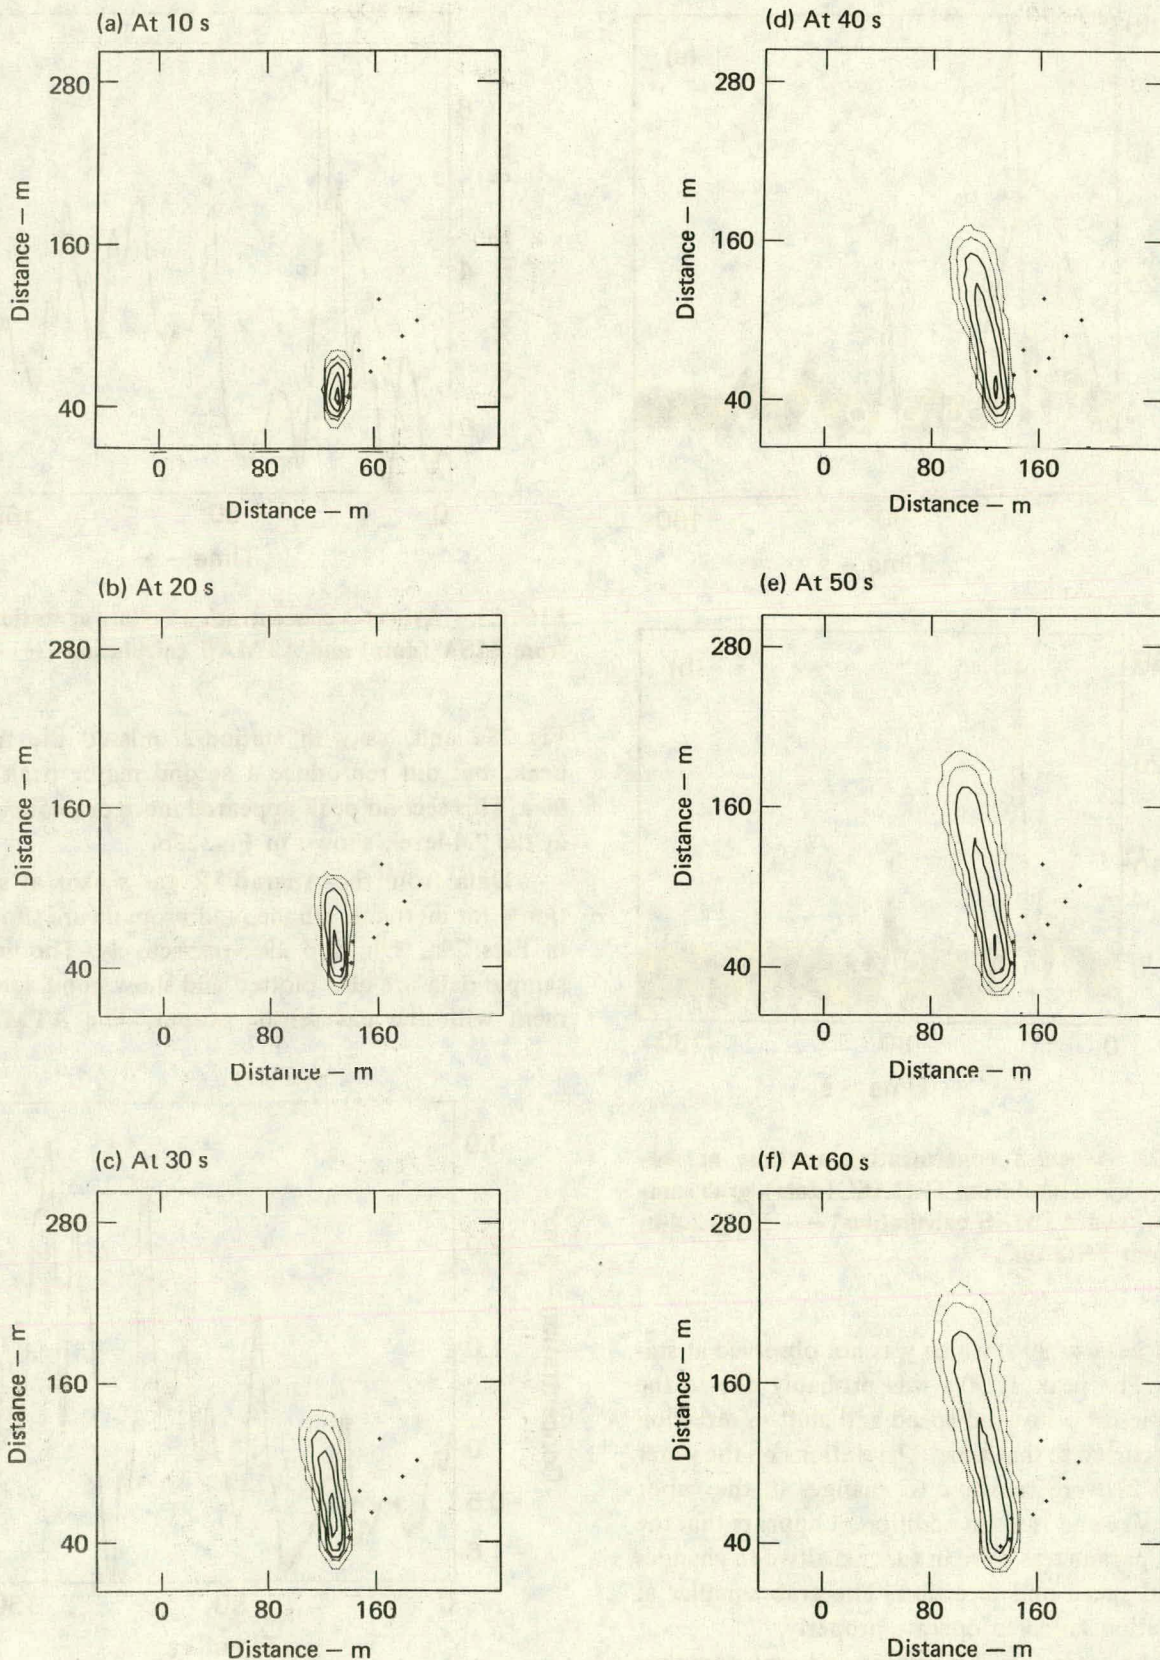 (a) At 10 s
280
160
40
Distance — m
0 80 60
Distance — m
(b) At 20 s
280
160
40
Distance — m
0 80 160
Distance — m
(c) At 30 s
280
160
40
Distance —
0 80 160
Distance — m
(d) At 40 s
280
160
40
Distance — m
0 80 160
Distance — m
(e) At 50 s
280
160
40
Distance — m
0 80 160
Distance — m
(f) At 60 s
280
160
40
Distance — m
0 80 160
Distance — m